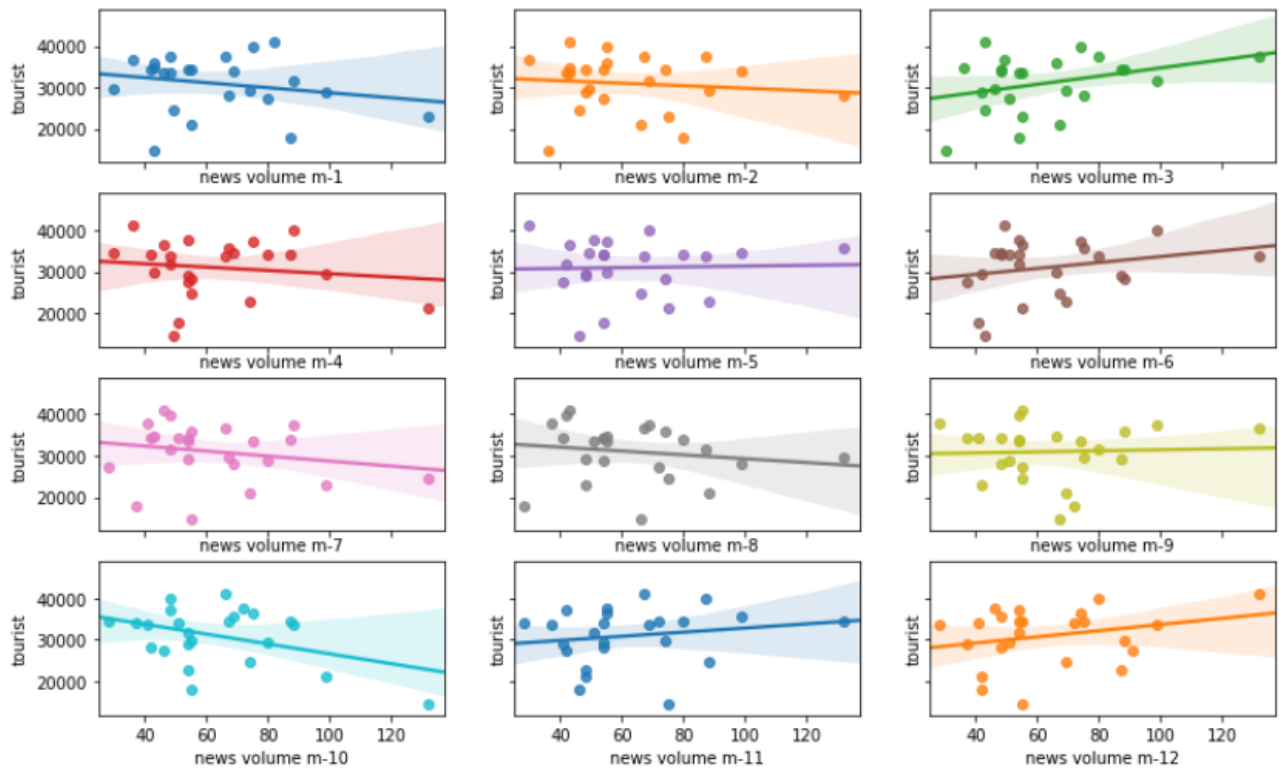 40000
30000
20000
tourist
tourist
tourist
news volume m-1
news volume m-2
news volume m-3
40000
30000
20000
tourist
tourist
tourist
news volume m-4
news volume m-5
news volume m-6
40000
30000
20000
tourist
tourist
tourist
news volume m-7
news volume m-8
news volume m-9
40000
30000
20000
tourist
tourist
tourist
40 60 80 100 120
40 60 80 100 120
40 60 80 100 120
news volume m-10
news volume m-11
news volume m-12